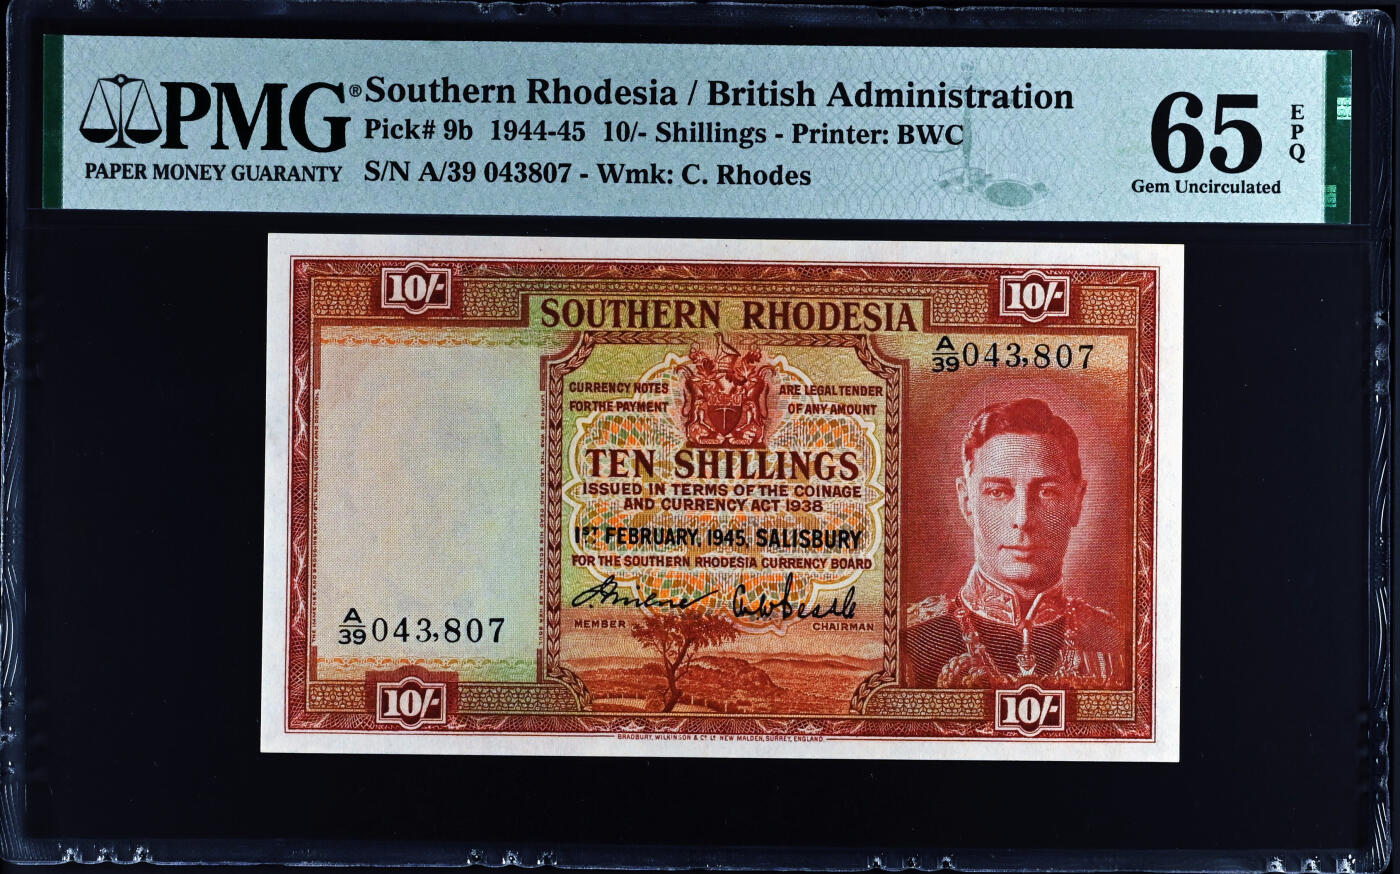 PMG®
PAPER MONEY GUARANTY
Southern Rhodesia / British Administration
Pick# 9b 1944-45 10/- Shillings - Printer: BWC
S/N A/39 043807 - Wmk: C. Rhodes
65
EPQ
Gem Uncirculated
10/-
10/-
SOUTHERN RHODESIA
A/39 043,807
CURRENCY NOTES ARE LEGAL TENDER
FOR THE PAYMENT OF ANY AMOUNT
TEN SHILLINGS
ISSUED IN TERMS OF THE COINAGE
AND CURRENCY ACT 1938
1ST FEBRUARY, 1945, SALISBURY
FOR THE SOUTHERN RHODESIA CURRENCY BOARD
MEMBER CHAIRMAN
A/39 043,807
10/-
10/-
BRADBURY, WILKINSON & Co. Ld. NEW MALDEN, SURREY, ENGLAND.